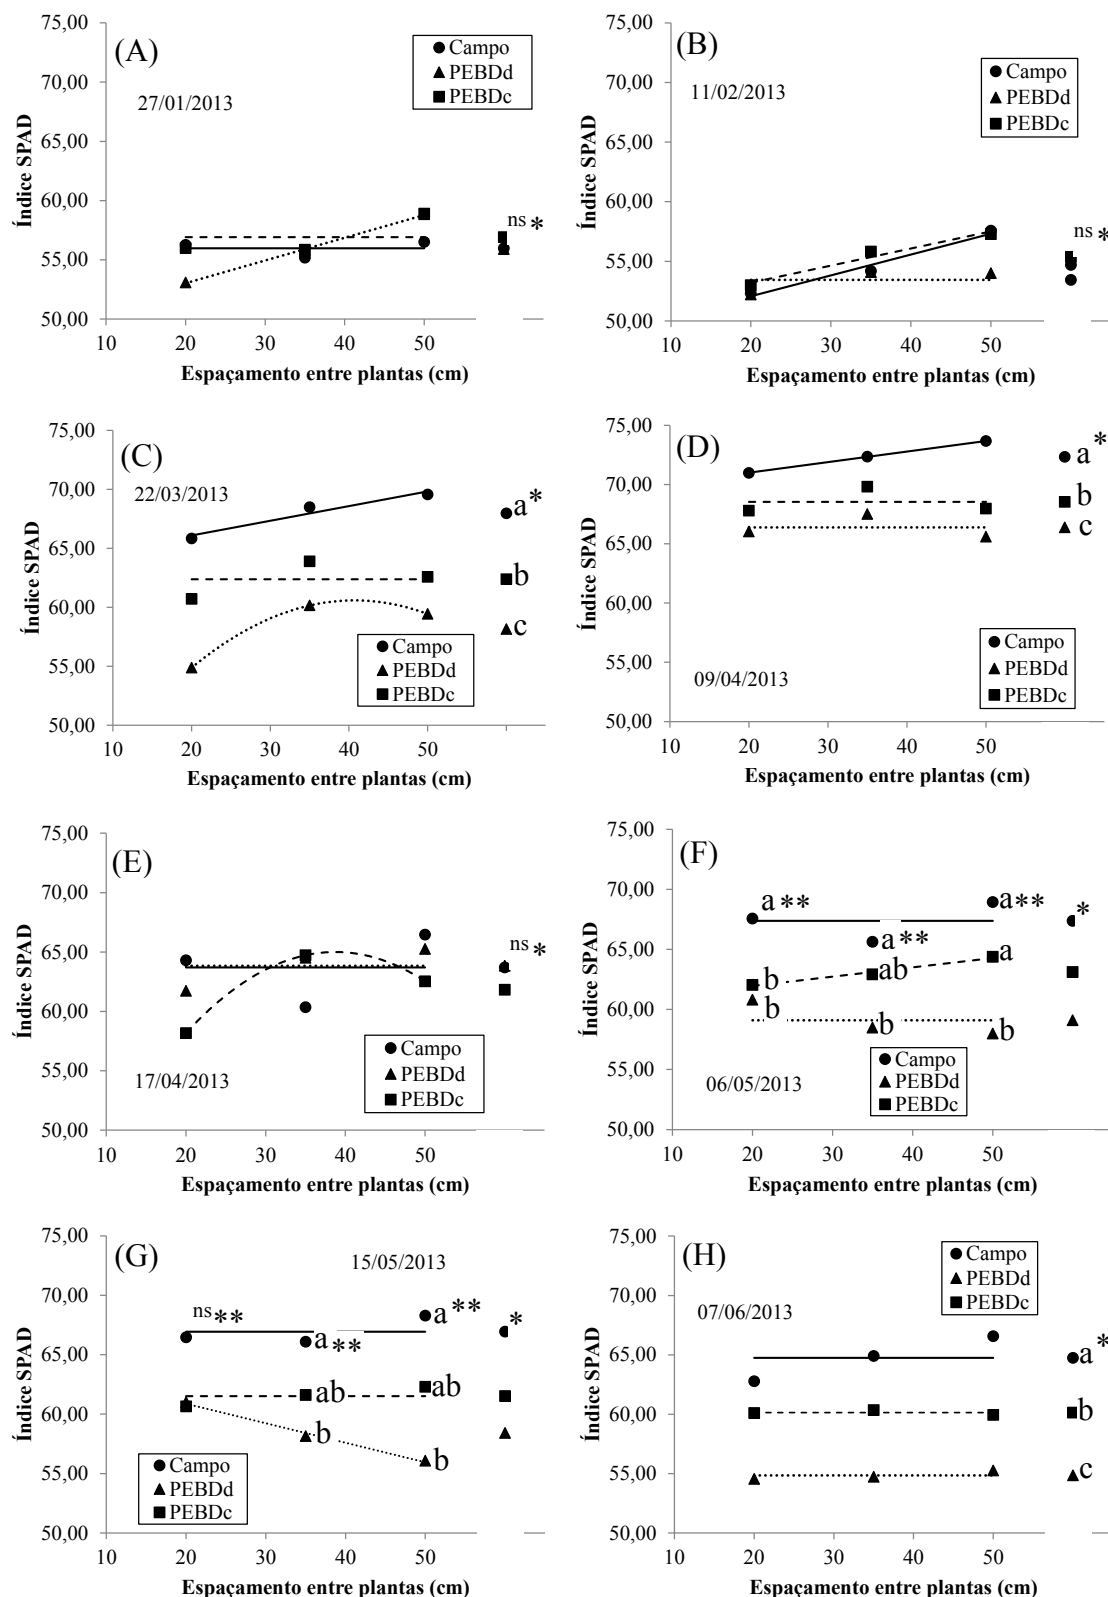 (A)
27/01/2013
Campo
PEBDd
PEBDc
Índice SPAD
75,00
70,00
65,00
60,00
55,00
50,00
ns *
10 20 30 40 50
Espaçamento entre plantas (cm)
(B)
11/02/2013
Campo
PEBDd
PEBDc
Índice SPAD
75,00
70,00
65,00
60,00
55,00
50,00
ns *
10 20 30 40 50
Espaçamento entre plantas (cm)
(C)
22/03/2013
Índice SPAD
75,00
70,00
65,00
60,00
55,00
50,00
a *
b
c
Campo
PEBDd
PEBDc
10 20 30 40 50
Espaçamento entre plantas (cm)
(D)
Índice SPAD
75,00
70,00
65,00
60,00
55,00
50,00
a *
b
c
09/04/2013
Campo
PEBDd
PEBDc
10 20 30 40 50
Espaçamento entre plantas (cm)
(E)
Índice SPAD
75,00
70,00
65,00
60,00
55,00
50,00
ns *
17/04/2013
Campo
PEBDd
PEBDc
10 20 30 40 50
Espaçamento entre plantas (cm)
(F)
Índice SPAD
75,00
70,00
65,00
60,00
55,00
50,00
a ** a ** *
a **
b ab a
b b b
06/05/2013
Campo
PEBDd
PEBDc
10 20 30 40 50
Espaçamento entre plantas (cm)
(G)
15/05/2013
Índice SPAD
75,00
70,00
65,00
60,00
55,00
50,00
ns ** a ** *
a **
ab ab
b b
Campo
PEBDd
PEBDc
10 20 30 40 50
Espaçamento entre plantas (cm)
(H)
07/06/2013
Campo
PEBDd
PEBDc
Índice SPAD
75,00
70,00
65,00
60,00
55,00
50,00
a *
b
c
10 20 30 40 50
Espaçamento entre plantas (cm)